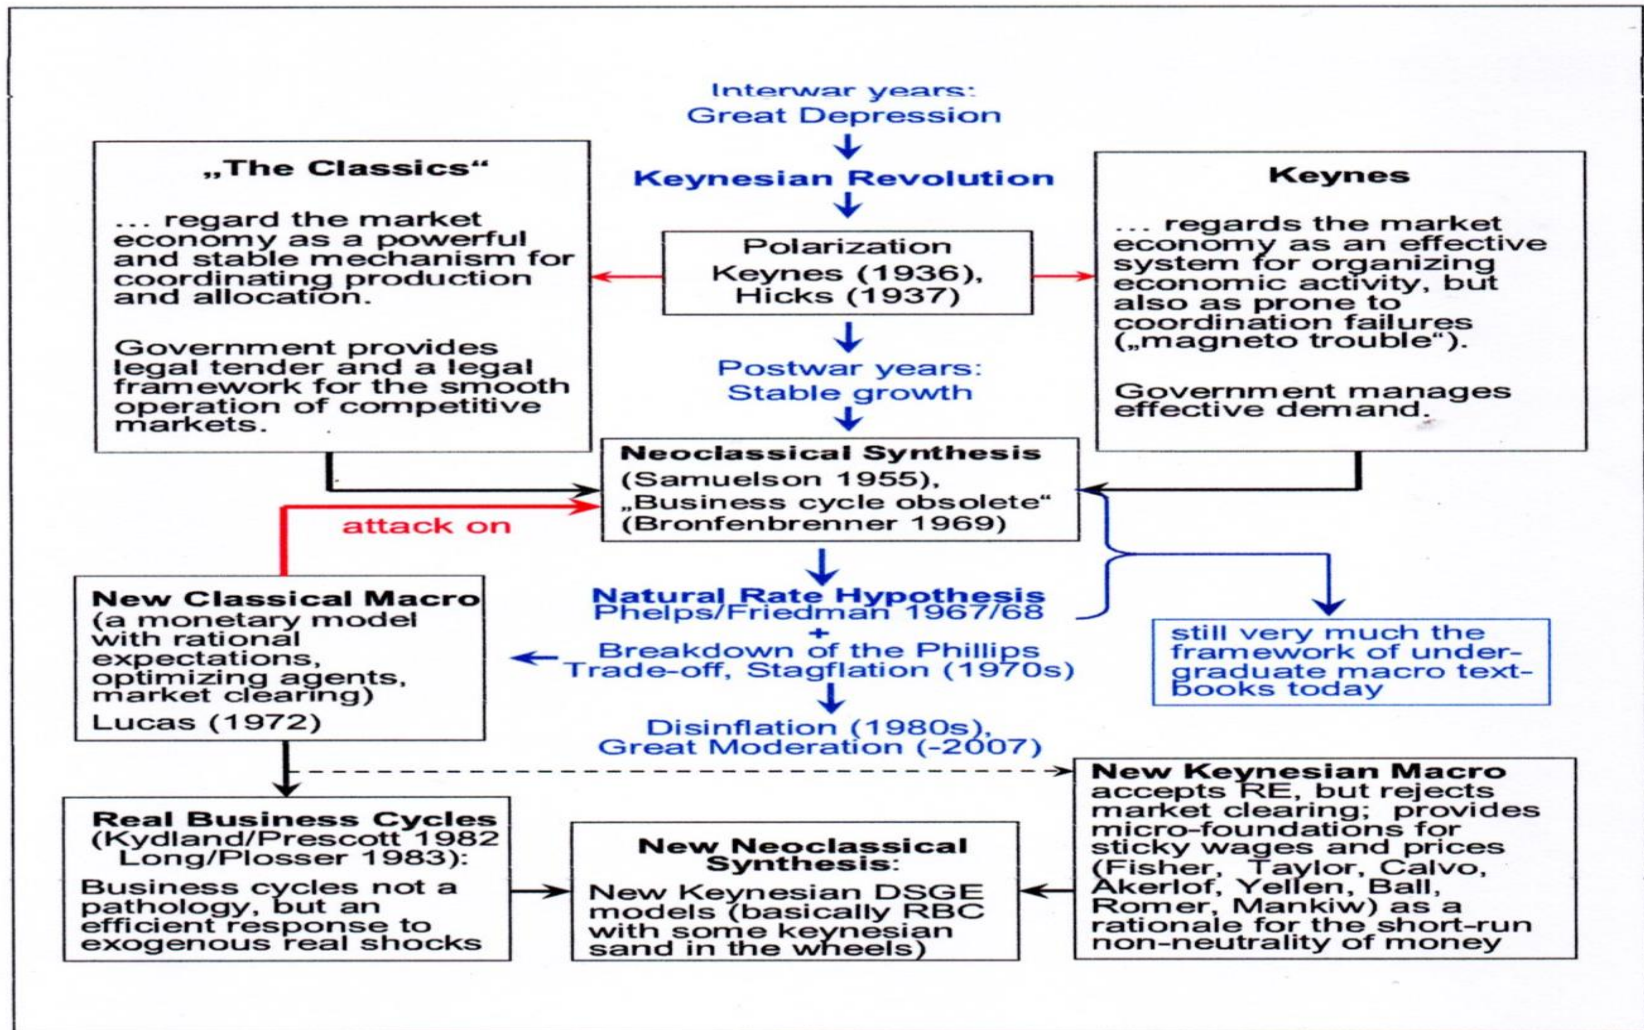 Interwar years:
Great Depression
Keynesian Revolution
„The Classics“
... regard the market
economy as a powerful
and stable mechanism for
coordinating production
and allocation.
Government provides
legal tender and a legal
framework for the smooth
operation of competitive
markets.
Polarization
Keynes (1936),
Hicks (1937)
Keynes
... regards the market
economy as an effective
system for organizing
economic activity, but
also as prone to
coordination failures
(„magneto trouble“).
Government manages
effective demand.
Postwar years:
Stable growth
Neoclassical Synthesis
(Samuelson 1955),
„Business cycle obsolete“
(Bronfenbrenner 1969)
attack on
New Classical Macro
(a monetary model
with rational
expectations,
optimizing agents,
market clearing)
Lucas (1972)
Natural Rate Hypothesis
Phelps/Friedman 1967/68
+
Breakdown of the Phillips
Trade-off, Stagflation (1970s)
Disinflation (1980s),
Great Moderation (-2007)
still very much the
framework of under-
graduate macro text-
books today
Real Business Cycles
(Kydland/Prescott 1982
Long/Plosser 1983):
Business cycles not a
pathology, but an
efficient response to
exogenous real shocks
New Neoclassical
Synthesis:
New Keynesian DSGE
models (basically RBC
with some keynesian
sand in the wheels)
New Keynesian Macro
accepts RE, but rejects
market clearing; provides
micro-foundations for
sticky wages and prices
(Fisher, Taylor, Calvo,
Akerlof, Yellen, Ball,
Romer, Mankiw) as a
rationale for the short-run
non-neutrality of money